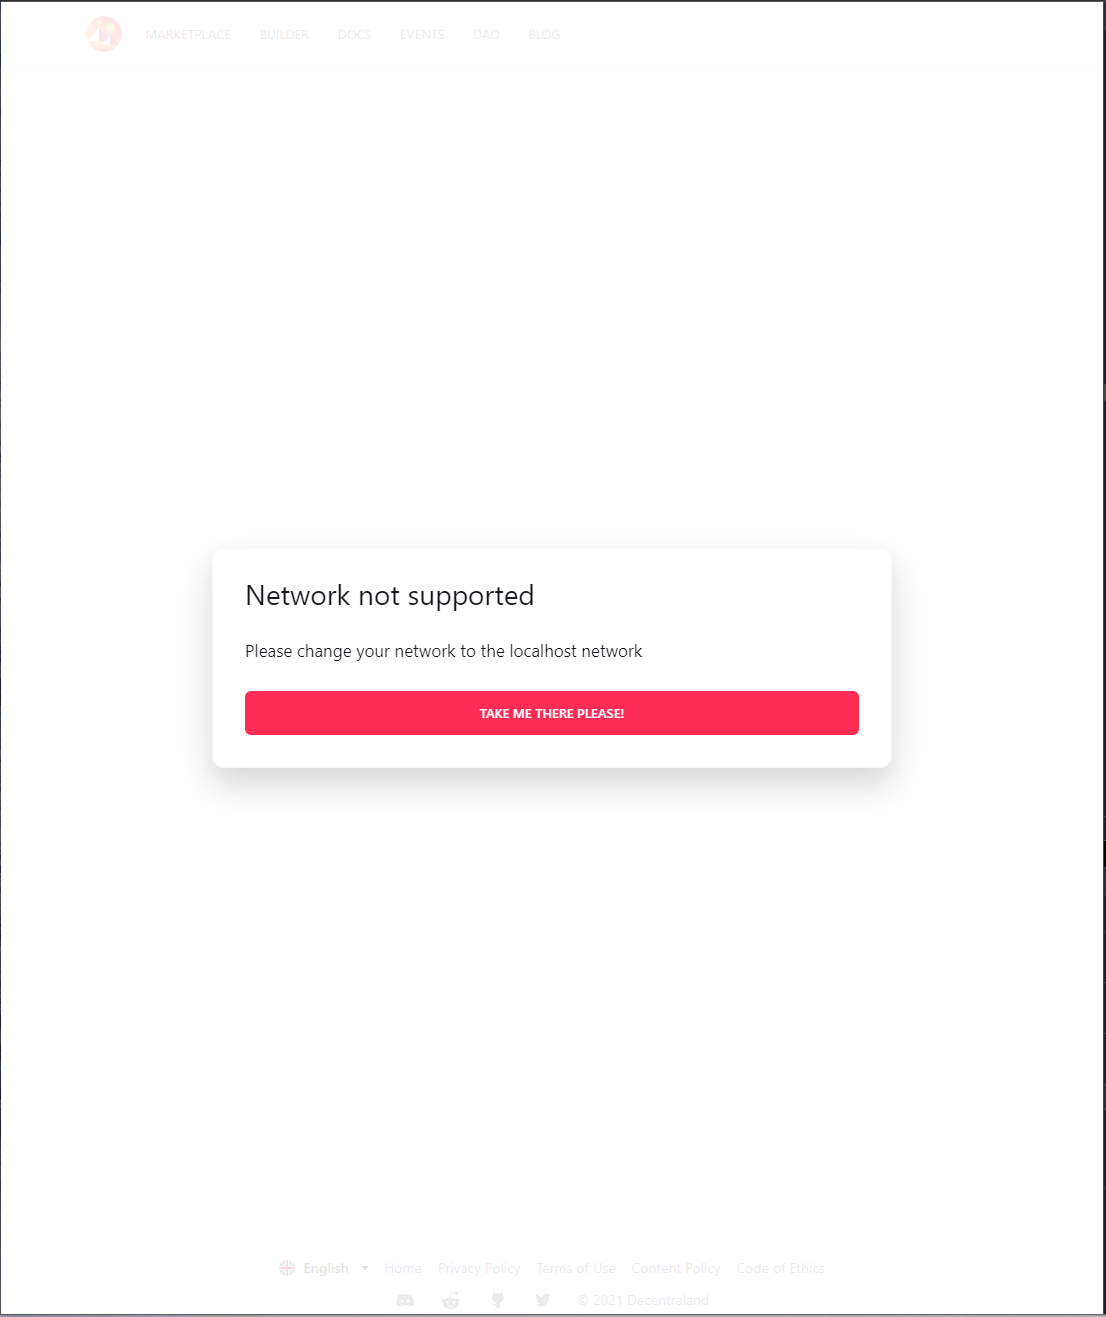 MARKETPLACE BUILDER DOCS EVENTS DAO BLOG
Network not supported
Please change your network to the localhost network
TAKE ME THERE PLEASE!
English Home Privacy Policy Terms of Use Content Policy Code of Ethics
© 2021 Decentraland